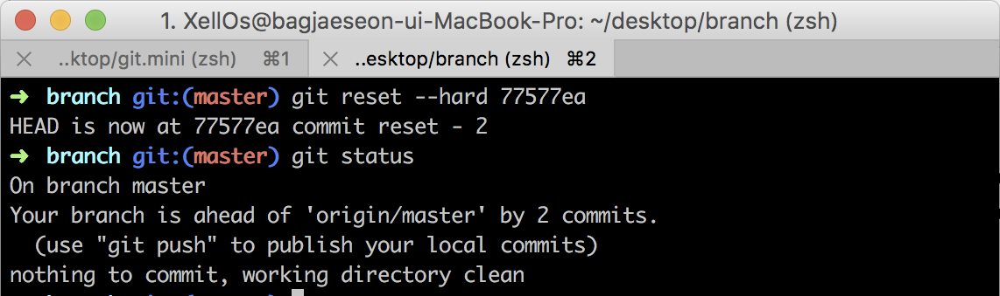 1. XellOs@bagjaeseon-ui-MacBook-Pro: ~/desktop/branch (zsh)
..ktop/git.mini (zsh) ⌘1 ..esktop/branch (zsh) ⌘2
➜ branch git:(master) git reset --hard 77577ea
HEAD is now at 77577ea commit reset - 2
➜ branch git:(master) git status
On branch master
Your branch is ahead of 'origin/master' by 2 commits.
(use "git push" to publish your local commits)
nothing to commit, working directory clean